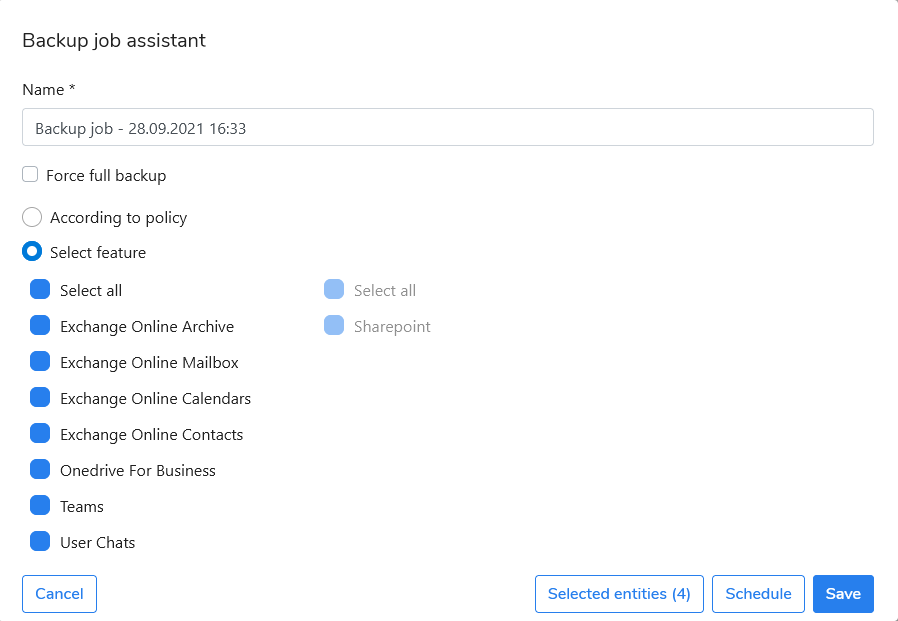 Backup job assistant
Name *
Backup job - 28.09.2021 16:33
Force full backup
According to policy
Select feature
Select all
Exchange Online Archive
Exchange Online Mailbox
Exchange Online Calendars
Exchange Online Contacts
Onedrive For Business
Teams
User Chats
Select all
Sharepoint
Cancel
Selected entities (4)
Schedule
Save